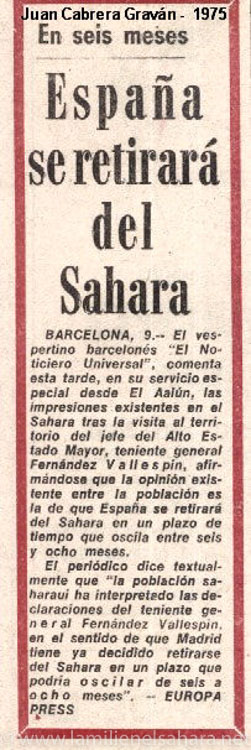 Juan Cabrera Graván - 1975
En seis meses
España
se retirará
del
Sahara
BARCELONA, 9.-- El ves-
pertino barcelonés "El No-
ticiero Universal", comenta
esta tarde, en su servicio es-
pecial desde El Aalún, las
impresiones existentes en el
Sahara tras la visita al te-
rritorio del jefe del Alto Es-
tado Mayor, teniente general
Fernández Vallespín, afir-
mándose que la opinión exis-
tente entre la población es
la de que España se retirará
del Sahara en un plazo de
tiempo que oscila entre seis
y ocho meses.
El periódico dice textual-
mente que "la población sa-
haraui ha interpretado las de-
claraciones del teniente ge-
neral Fernández Vallespín,
en el sentido de que Madrid
tiene ya decidido retirarse
del Sahara en un plazo que
podría oscilar de seis a
ocho meses". -- EUROPA
PRESS
www.lamilienelsahara.net